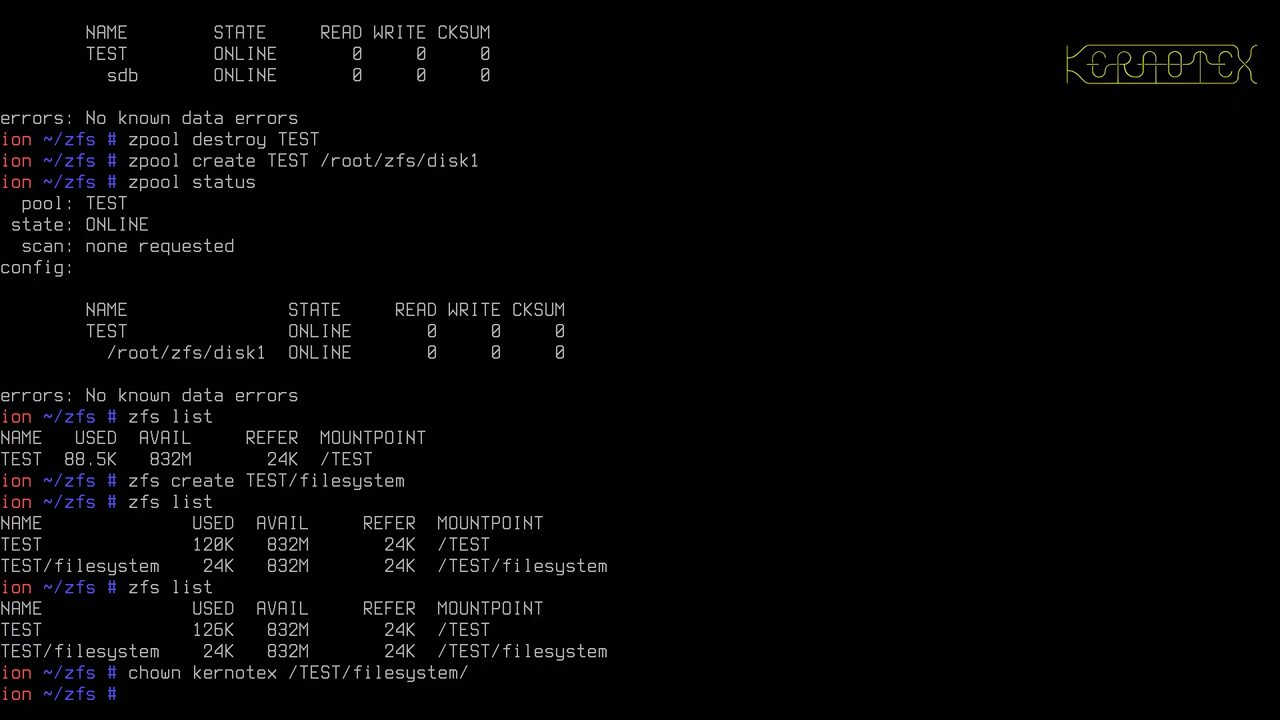 NAME STATE READ WRITE CKSUM
KERNOTEX
TEST ONLINE 0 0 0
sdb ONLINE 0 0 0
errors: No known data errors
ion ~/zfs # zpool destroy TEST
ion ~/zfs # zpool create TEST /root/zfs/disk1
ion ~/zfs # zpool status
pool: TEST
state: ONLINE
scan: none requested
config:
NAME STATE READ WRITE CKSUM
TEST ONLINE 0 0 0
/root/zfs/disk1 ONLINE 0 0 0
errors: No known data errors
ion ~/zfs # zfs list
NAME USED AVAIL REFER MOUNTPOINT
TEST 88.5K 832M 24K /TEST
ion ~/zfs # zfs create TEST/filesystem
ion ~/zfs # zfs list
NAME USED AVAIL REFER MOUNTPOINT
TEST 120K 832M 24K /TEST
TEST/filesystem 24K 832M 24K /TEST/filesystem
ion ~/zfs # zfs list
NAME USED AVAIL REFER MOUNTPOINT
TEST 126K 832M 24K /TEST
TEST/filesystem 24K 832M 24K /TEST/filesystem
ion ~/zfs # chown kernotex /TEST/filesystem/
ion ~/zfs #